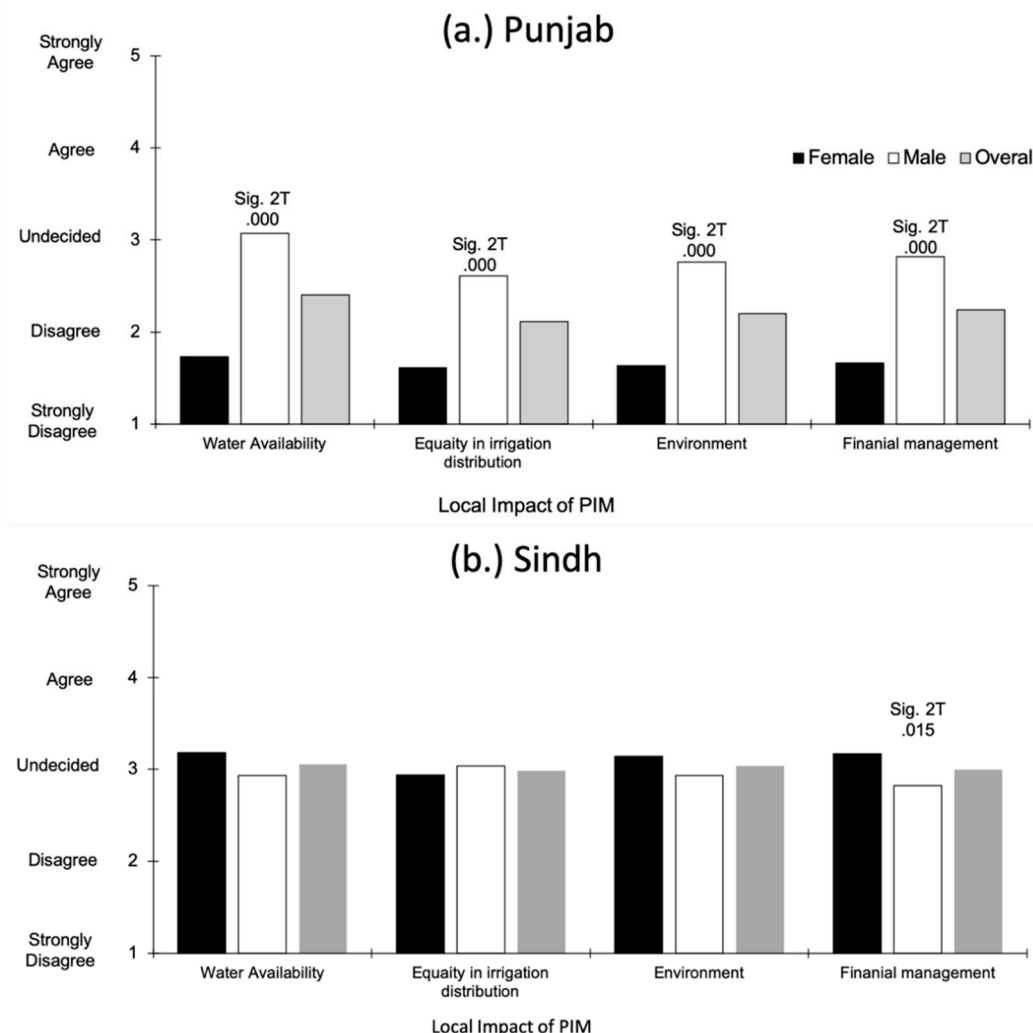 (a.) Punjab
Strongly
Agree
5
Agree
4
Female Male Overal
Sig. 2T
.000
Sig. 2T
.000
Sig. 2T
.000
Sig. 2T
.000
Undecided
3
Disagree
2
Strongly
Disagree
1
Water Availability
Equaity in irrigation
distribution
Environment
Finanial management
Local Impact of PIM
(b.) Sindh
Strongly
Agree
5
Agree
4
Sig. 2T
.015
Undecided
3
Disagree
2
Strongly
Disagree
1
Water Availability
Equaity in irrigation
distribution
Environment
Finanial management
Local Impact of PIM